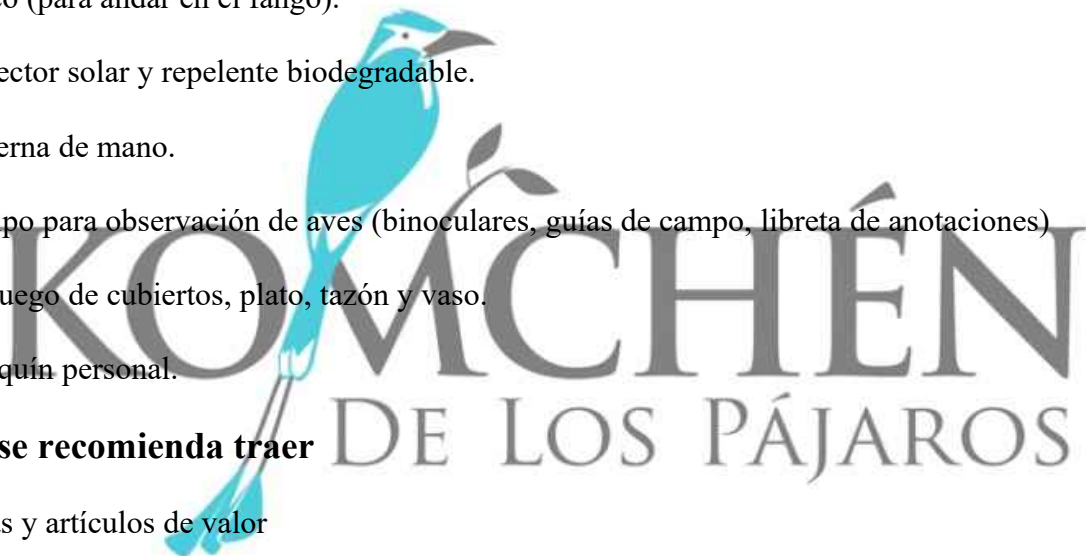 o (para andar en el fango).
ector solar y repelente biodegradable.
erna de mano.
po para observación de aves (binoculares, guías de campo, libreta de anotaciones)
uego de cubiertos, plato, tazón y vaso.
quín personal.
se recomienda traer
s y artículos de valor
KOMCHÉN
DE LOS PÁJAROS